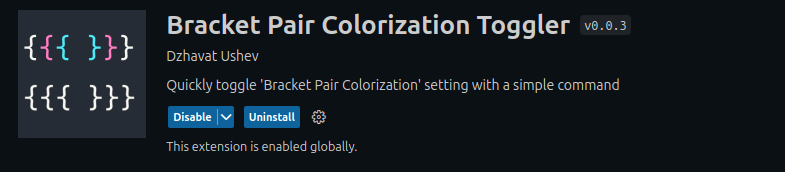 {{{ }}}
{{{ }}}
Bracket Pair Colorization Toggler v0.0.3
Dzhavat Ushev
Quickly toggle 'Bracket Pair Colorization' setting with a simple command
Disable Uninstall
This extension is enabled globally.